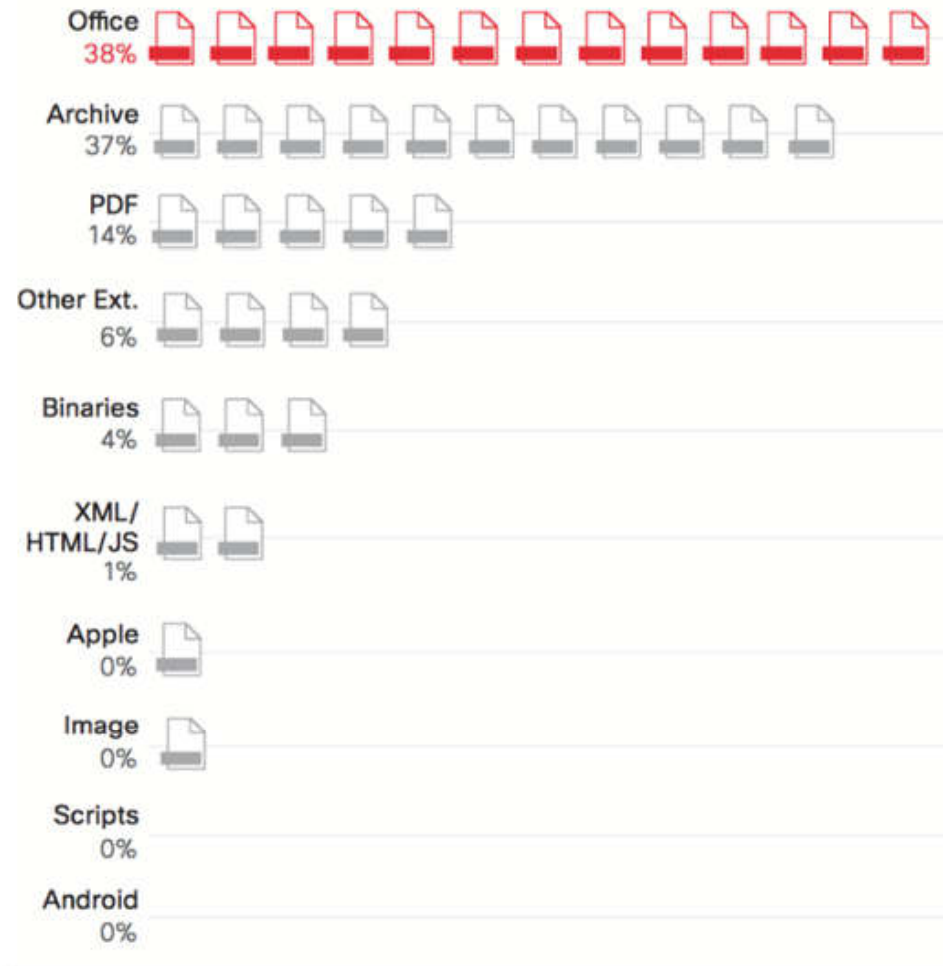 Office
38%
Archive
37%
PDF
14%
Other Ext.
6%
Binaries
4%
XML/
HTML/JS
1%
Apple
0%
Image
0%
Scripts
0%
Android
0%